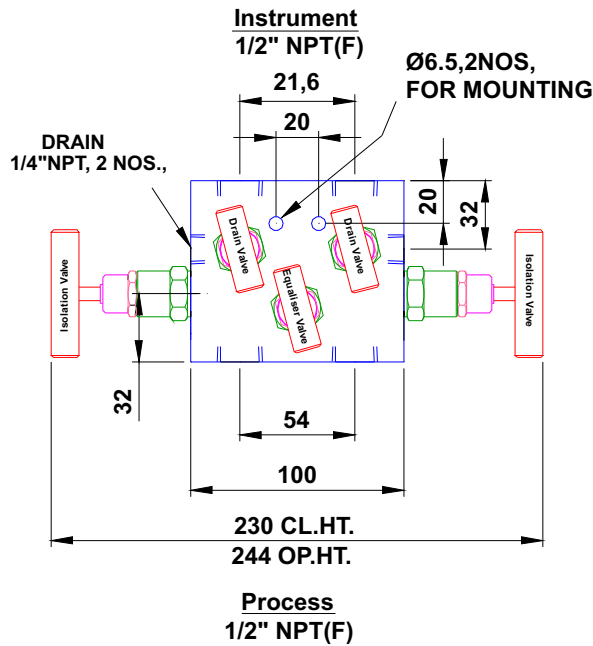 Instrument
1/2" NPT(F)
Ø6.5,2NOS,
FOR MOUNTING
21,6
20
DRAIN
1/4"NPT, 2 NOS.,
20
32
Drain Valve
Drain Valve
Equaliser Valve
Isolation Valve
Isolation Valve
32
54
100
230 CL.HT.
244 OP.HT.
Process
1/2" NPT(F)